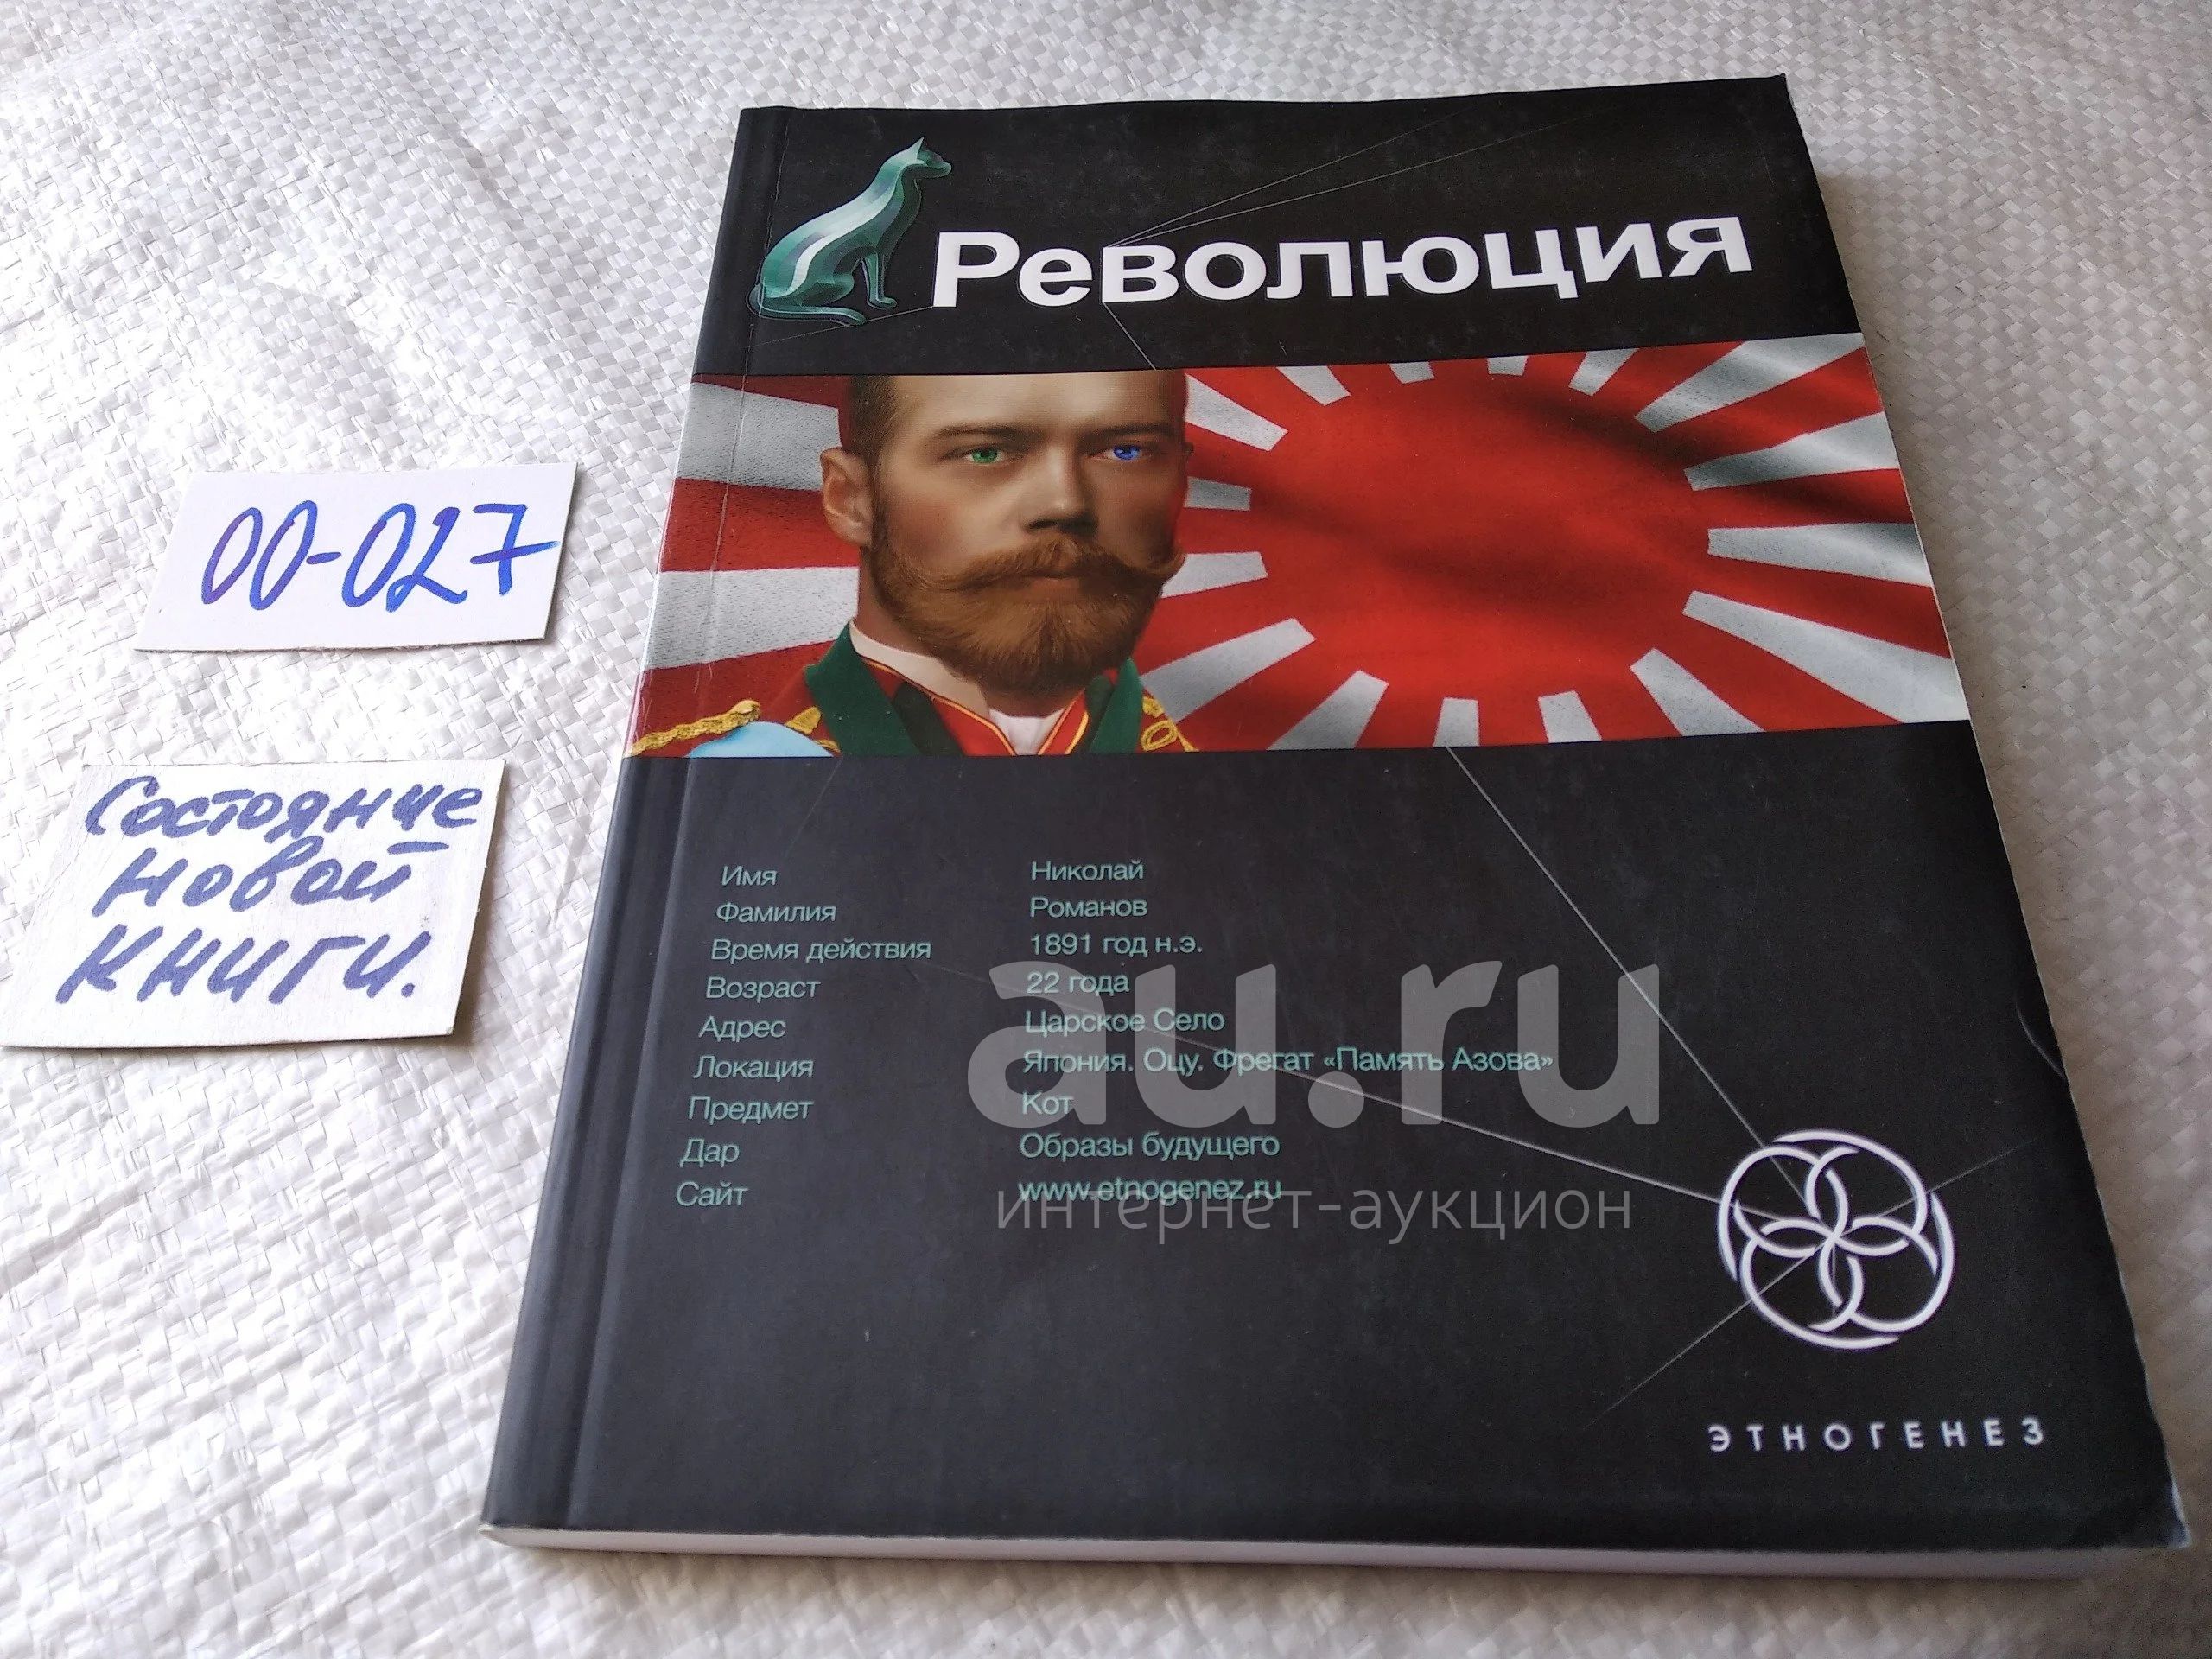 Революция
00-027
Состояние
новой
книги.
Имя Николай
Фамилия Романов
Время действия 1891 год н.э.
Возраст 22 года
Адрес Царское Село
Локация Япония. Оцу. Фрегат «Память Азова»
Предмет Кот
Дар Образы будущего
Сайт www.etnogenez.ru
au.ru
интернет-аукцион
ЭТНОГЕНЕЗ